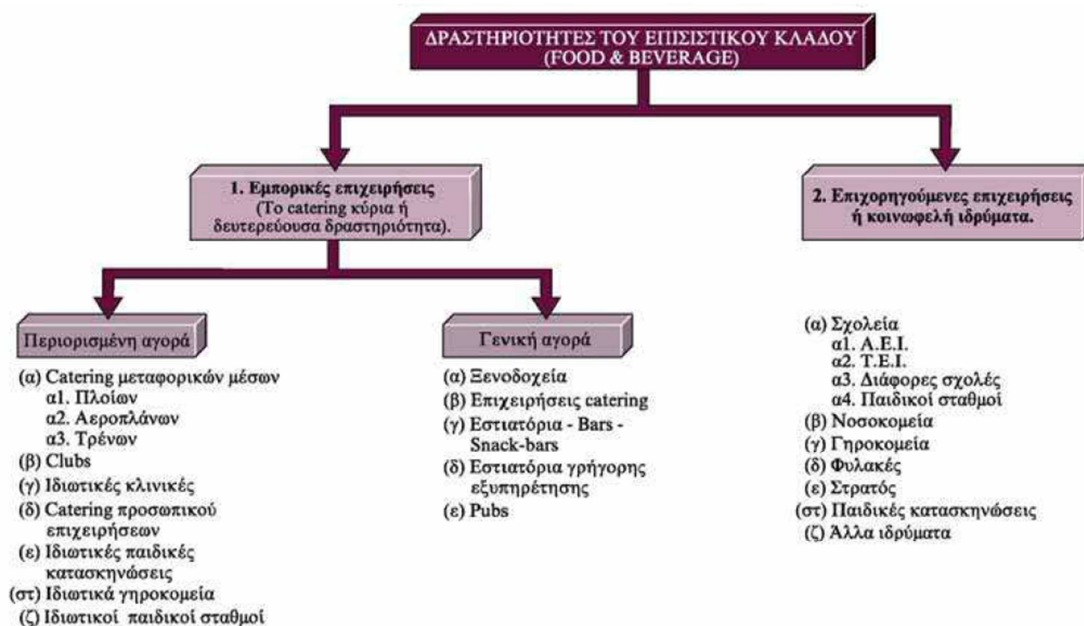 ΔΡΑΣΤΗΡΙΟΤΗΤΕΣ ΤΟΥ ΕΠΙΣΙΣΤΙΚΟΥ ΚΛΑΔΟΥ
(FOOD & BEVERAGE)
1. Εμπορικές επιχειρήσεις
(Το catering κύρια ή
δευτερεύουσα δραστηριότητα).
2. Επιχορηγούμενες επιχειρήσεις
ή κοινωφελή ιδρύματα.
Περιορισμένη αγορά
(α) Catering μεταφορικών μέσων
α1. Πλοίων
α2. Αεροπλάνων
α3. Τρένων
(β) Clubs
(γ) Ιδιωτικές κλινικές
(δ) Catering προσωπικού
επιχειρήσεων
(ε) Ιδιωτικές παιδικές
κατασκηνώσεις
(στ) Ιδιωτικά γηροκομεία
(ζ) Ιδιωτικοί παιδικοί σταθμοί
Γενική αγορά
(α) Ξενοδοχεία
(β) Επιχειρήσεις catering
(γ) Εστιατόρια - Bars -
Snack-bars
(δ) Εστιατόρια γρήγορης
εξυπηρέτησης
(ε) Pubs
(α) Σχολεία
α1. Α.Ε.Ι.
α2. Τ.Ε.Ι.
α3. Διάφορες σχολές
α4. Παιδικοί σταθμοί
(β) Νοσοκομεία
(γ) Γηροκομεία
(δ) Φυλακές
(ε) Στρατός
(στ) Παιδικές κατασκηνώσεις
(ζ) Άλλα ιδρύματα